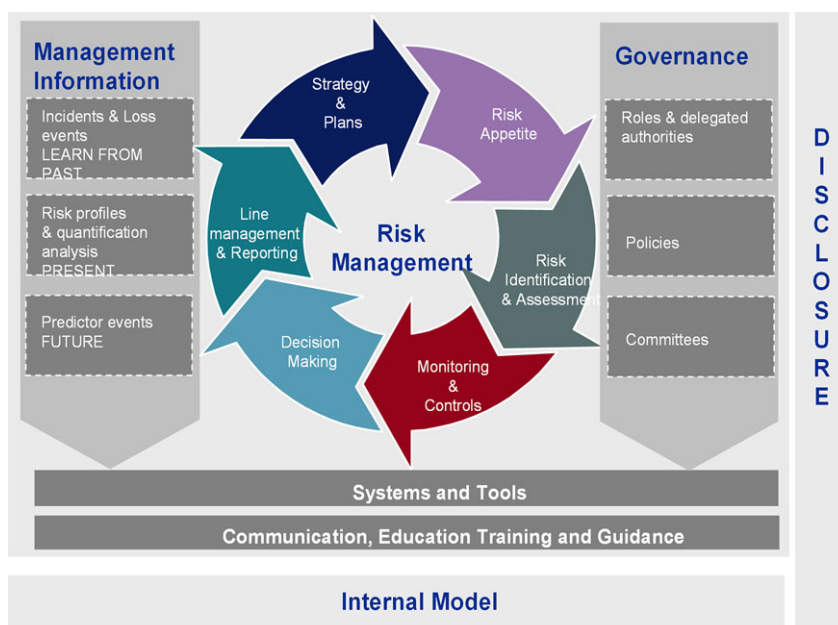 Management
Information
Incidents & Loss
events
LEARN FROM
PAST
Risk profiles
& quantification
analysis
PRESENT
Predictor events
FUTURE
Strategy
&
Plans
Risk
Appetite
Risk
Identification
& Assessment
Monitoring
&
Controls
Decision
Making
Line
management
& Reporting
Risk
Management
Governance
Roles & delegated
authorities
Policies
Committees
Systems and Tools
Communication, Education Training and Guidance
Internal Model
DISCLOSURE